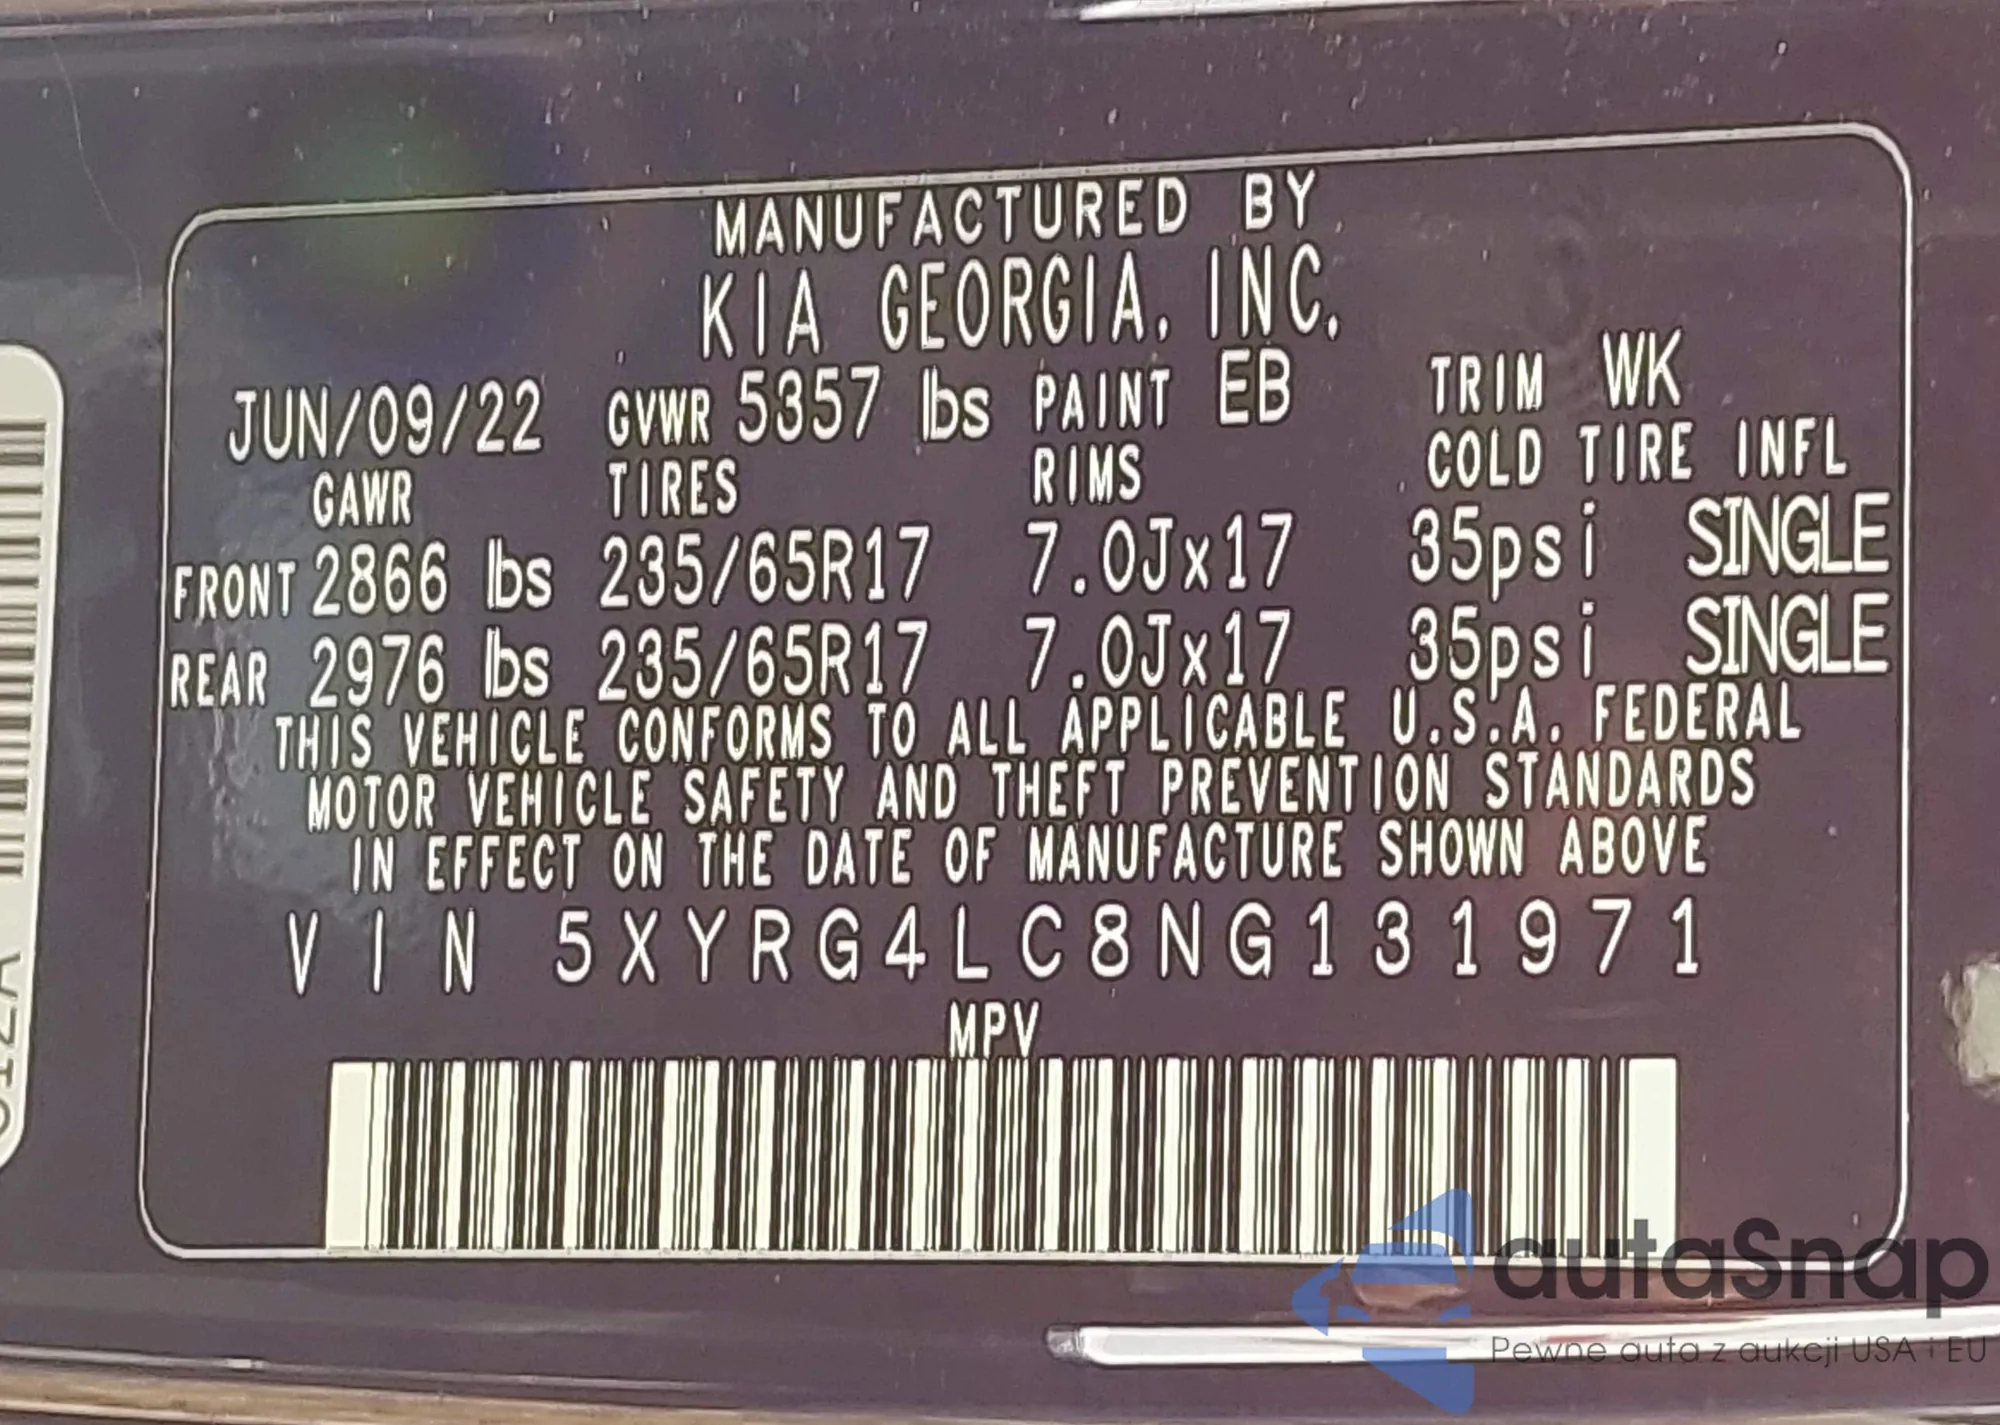 MANUFACTURED BY
KIA GEORGIA, INC.
JUN/09/22 GVWR 5357 lbs PAINT EB TRIM WK
GAWR TIRES RIMS COLD TIRE INFL
FRONT 2866 lbs 235/65R17 7.0Jx17 35psi SINGLE
REAR 2976 lbs 235/65R17 7.0Jx17 35psi SINGLE
THIS VEHICLE CONFORMS TO ALL APPLICABLE U.S.A. FEDERAL
MOTOR VEHICLE SAFETY AND THEFT PREVENTION STANDARDS
IN EFFECT ON THE DATE OF MANUFACTURE SHOWN ABOVE
VIN 5XYRG4LC8NG131971
MPV
autaSnap
Pewne auta z aukcji USA i EU